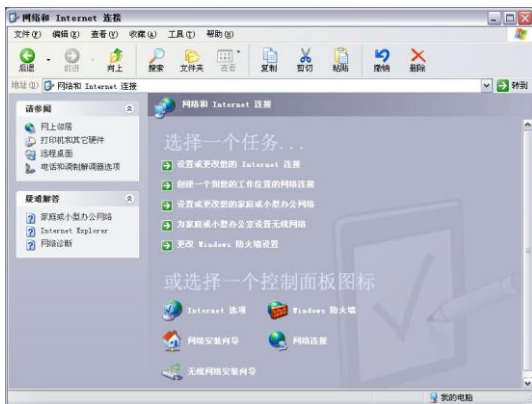 网络和 Internet 连接
文件(F) 编辑(E) 查看(V) 收藏(A) 工具(T) 帮助(H)
后退 前进 向上 搜索 文件夹 查看 复制 剪切 粘贴 撤销 删除
地址(D) 网络和 Internet 连接 转到
请参阅
网上邻居
打印机和其它硬件
远程桌面
电话和调制解调器选项
疑难解答
家庭或小型办公网络
Internet Explorer
网络诊断
网络和 Internet 连接
选择一个任务...
设置或更改您的 Internet 连接
创建一个到您的工作位置的网络连接
设置或更改您的家庭或小型办公网络
为家庭或小型办公室设置无线网络
更改 Windows 防火墙设置
或选择一个控制面板图标
Internet 选项 Windows 防火墙
网络安装向导 网络连接
无线网络安装向导
我的电脑